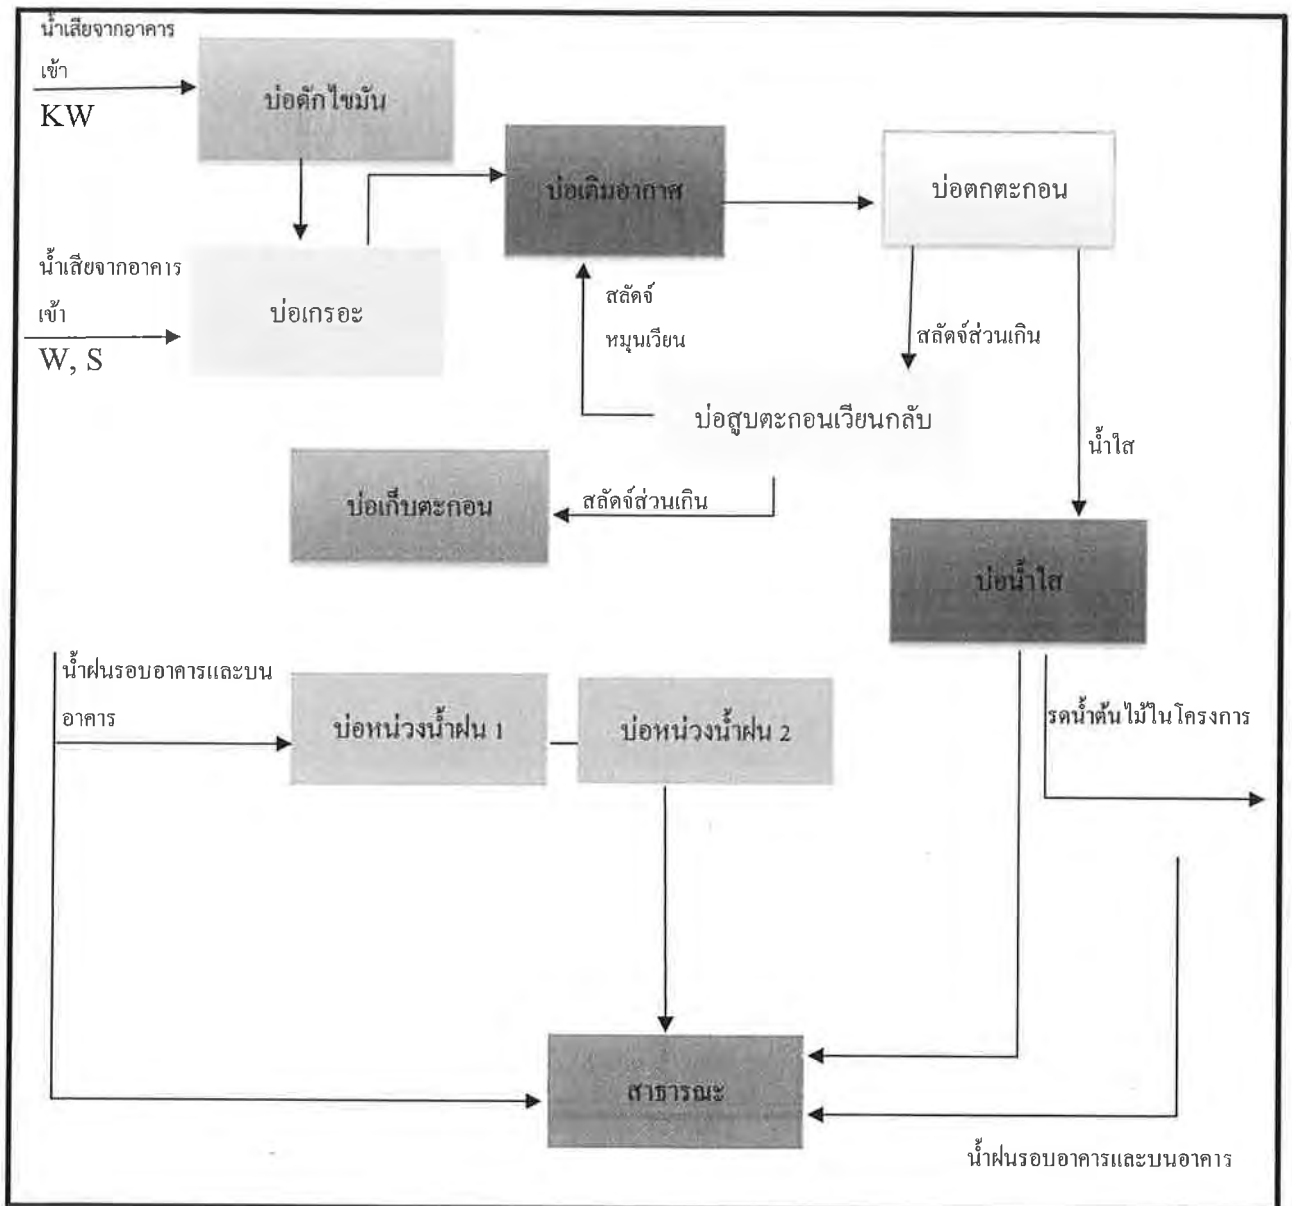 น้ำเสียจากอาคาร
เข้า
KW
บ่อดักไขมัน
บ่อเติมอากาศ
บ่อตกตะกอน
น้ำเสียจากอาคาร
เข้า
W, S
บ่อเกรอะ
สลัดจ์
หมุนเวียน
สลัดจ์ส่วนเกิน
บ่อสูบตะกอนเวียนกลับ
น้ำใส
บ่อเก็บตะกอน
สลัดจ์ส่วนเกิน
บ่อน้ำใส
น้ำฝนรอบอาคารและบน
อาคาร
บ่อหน่วงน้ำฝน 1
บ่อหน่วงน้ำฝน 2
รดน้ำต้นไม้ในโครงการ
สาธารณะ
น้ำฝนรอบอาคารและบนอาคาร